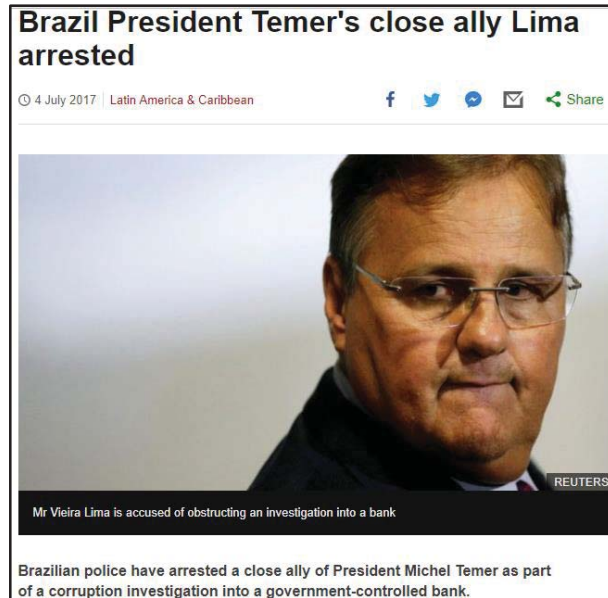 Brazil President Temer's close ally Lima
arrested
4 July 2017 Latin America & Caribbean
Share
REUTERS
Mr Vieira Lima is accused of obstructing an investigation into a bank
Brazilian police have arrested a close ally of President Michel Temer as part
of a corruption investigation into a government-controlled bank.